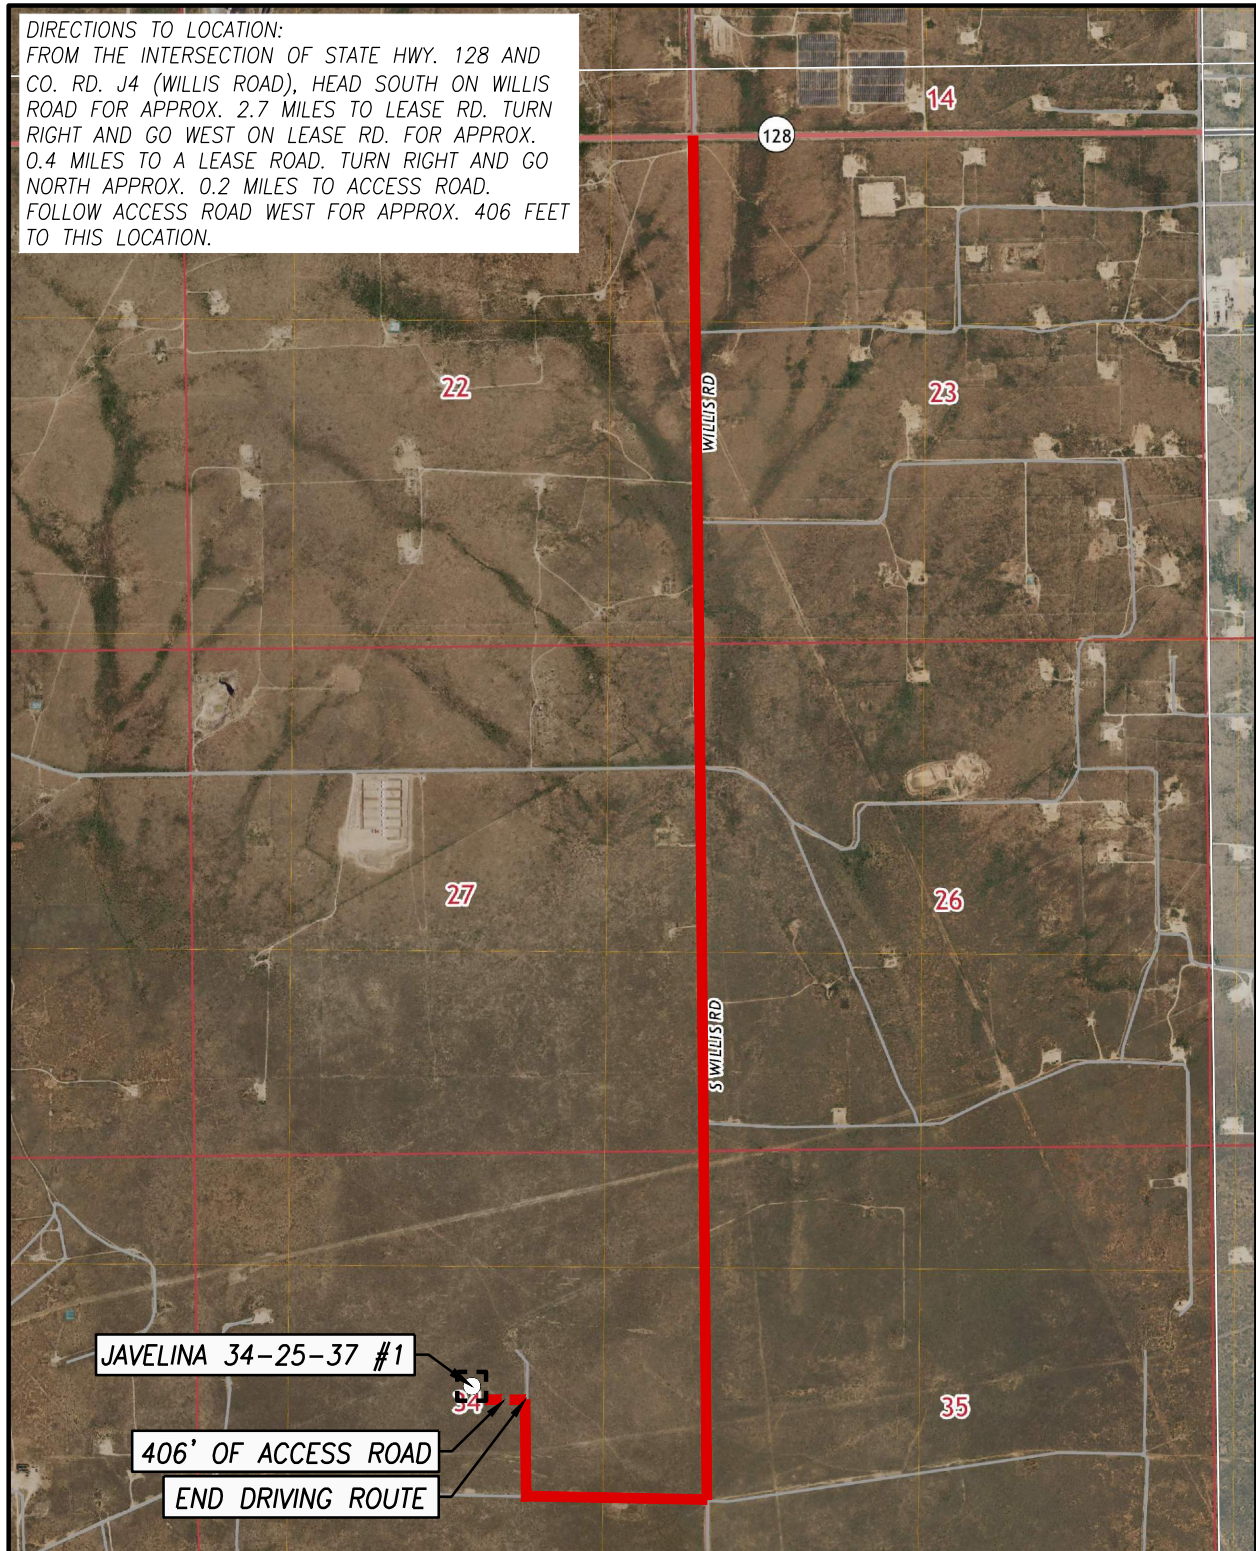 DIRECTIONS TO LOCATION:
FROM THE INTERSECTION OF STATE HWY. 128 AND
CO. RD. J4 (WILLIS ROAD), HEAD SOUTH ON WILLIS
ROAD FOR APPROX. 2.7 MILES TO LEASE RD. TURN
RIGHT AND GO WEST ON LEASE RD. FOR APPROX.
0.4 MILES TO A LEASE ROAD. TURN RIGHT AND GO
NORTH APPROX. 0.2 MILES TO ACCESS ROAD.
FOLLOW ACCESS ROAD WEST FOR APPROX. 406 FEET
TO THIS LOCATION.
14
128
22
23
WILLIS RD
27
26
S WILLIS RD
JAVELINA 34-25-37 #1
34
35
406' OF ACCESS ROAD
END DRIVING ROUTE